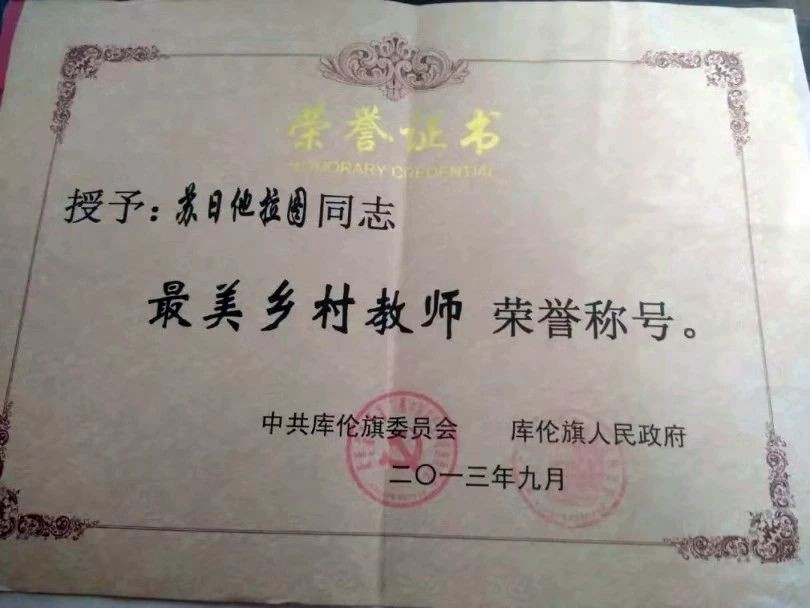 荣誉证书
HONORARY CREDENTIAL
授予：苏日他拉图同志
最美乡村教师 荣誉称号。
中共库伦旗委员会 库伦旗人民政府
二〇一三年九月